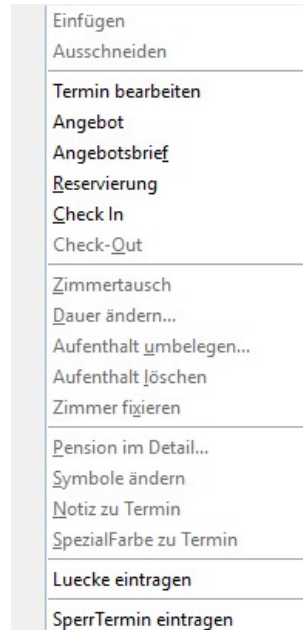 Einfügen
Ausschneiden
Termin bearbeiten
Angebot
Angebotsbrief
Reservierung
Check In
Check-Out
Zimmertausch
Dauer ändern...
Aufenthalt umbelegen...
Aufenthalt löschen
Zimmer fixieren
Pension im Detail...
Symbole ändern
Notiz zu Termin
SpezialFarbe zu Termin
Luecke eintragen
SperrTermin eintragen